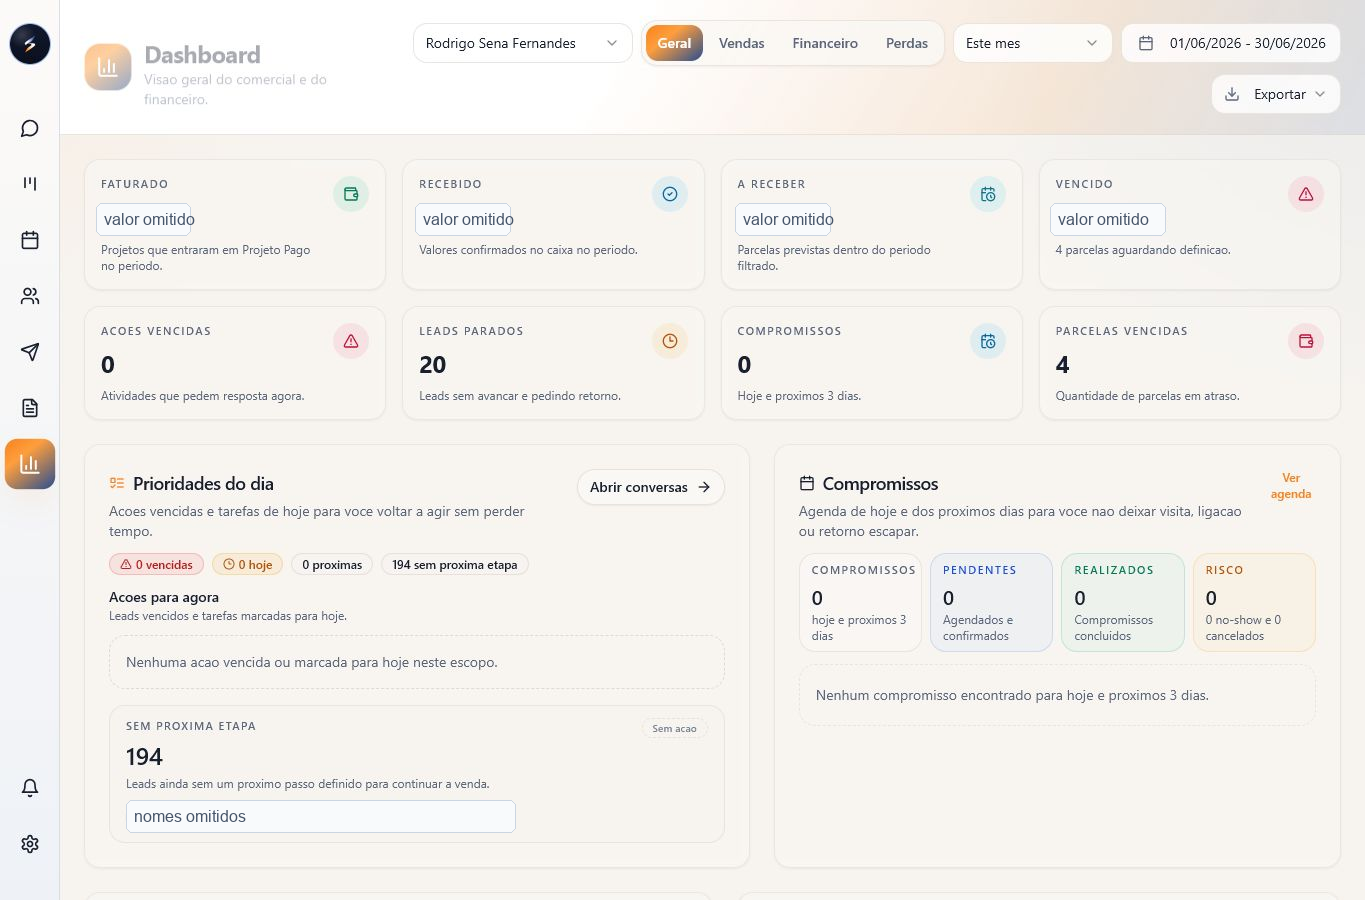 Dashboard
Visao geral do comercial e do
financeiro.
Rodrigo Sena Fernandes
Geral
Vendas
Financeiro
Perdas
Este mes
01/06/2026 - 30/06/2026
Exportar
FATURADO
valor omitido
Projetos que entraram em Projeto Pago
no periodo.
RECEBIDO
valor omitido
Valores confirmados no caixa no periodo.
A RECEBER
valor omitido
Parcelas previstas dentro do periodo
filtrado.
VENCIDO
valor omitido
4 parcelas aguardando definicao.
ACOES VENCIDAS
0
Atividades que pedem resposta agora.
LEADS PARADOS
20
Leads sem avancar e pedindo retorno.
COMPROMISSOS
0
Hoje e proximos 3 dias.
PARCELAS VENCIDAS
4
Quantidade de parcelas em atraso.
Prioridades do dia
Abrir conversas
Acoes vencidas e tarefas de hoje para voce voltar a agir sem perder
tempo.
0 vencidas
0 hoje
0 proximas
194 sem proxima etapa
Acoes para agora
Leads vencidos e tarefas marcadas para hoje.
Nenhuma acao vencida ou marcada para hoje neste escopo.
SEM PROXIMA ETAPA
Sem acao
194
Leads ainda sem um proximo passo definido para continuar a venda.
nomes omitidos
Compromissos
Ver
agenda
Agenda de hoje e dos proximos dias para voce nao deixar visita, ligacao
ou retorno escapar.
COMPROMISSOS
0
hoje e proximos 3
dias
PENDENTES
0
Agendados e
confirmados
REALIZADOS
0
Compromissos
concluidos
RISCO
0
0 no-show e 0
cancelados
Nenhum compromisso encontrado para hoje e proximos 3 dias.